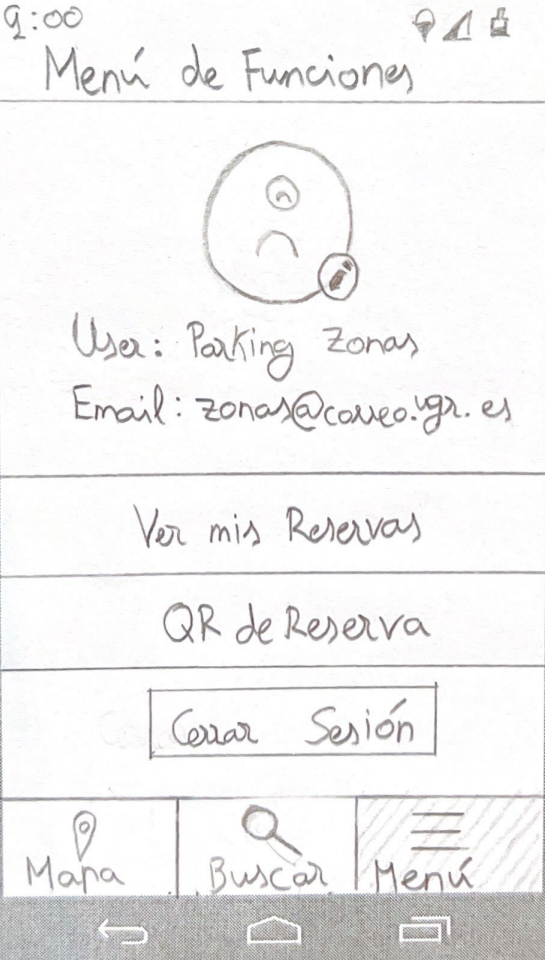 9:00
Menú de Funciones
User: Parking Zonas
Email: zonas@correo.ugr.es
Ver mis Reservas
QR de Reserva
Cerrar Sesión
Mapa
Buscar
Menú